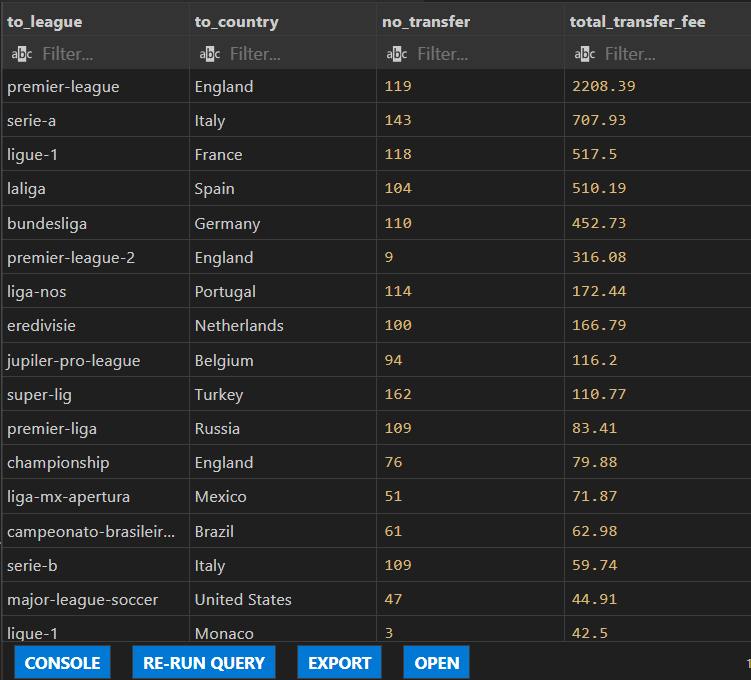 to_league to_country no_transfer total_transfer_fee
abc Filter... abc Filter... abc Filter... abc Filter...
premier-league England 119 2208.39
serie-a Italy 143 707.93
ligue-1 France 118 517.5
laliga Spain 104 510.19
bundesliga Germany 110 452.73
premier-league-2 England 9 316.08
liga-nos Portugal 114 172.44
eredivisie Netherlands 100 166.79
jupiler-pro-league Belgium 94 116.2
super-lig Turkey 162 110.77
premier-liga Russia 109 83.41
championship England 76 79.88
liga-mx-apertura Mexico 51 71.87
campeonato-brasileir... Brazil 61 62.98
serie-b Italy 109 59.74
major-league-soccer United States 47 44.91
ligue-1 Monaco 3 42.5
CONSOLE RE-RUN QUERY EXPORT OPEN